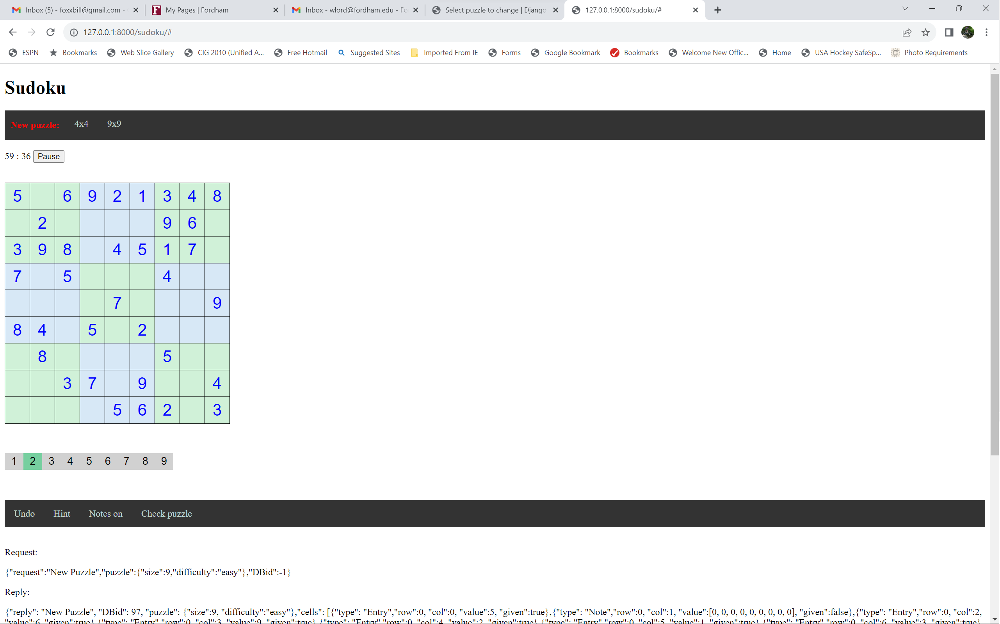 Inbox (5) - foxxbill@gmail.com -
My Pages | Fordham
Inbox - wlord@fordham.edu - Fo
Select puzzle to change | Django
127.0.0.1:8000/sudoku/#
127.0.0.1:8000/sudoku/#
ESPN Bookmarks Web Slice Gallery CIG 2010 (Unified A... Free Hotmail Suggested Sites Imported From IE Forms Google Bookmark Bookmarks Welcome New Offic... Home USA Hockey SafeSp... Photo Requirements
Sudoku
New puzzle: 4x4 9x9
59 : 36 Pause
5 6 9 2 1 3 4 8
2 9 6
3 9 8 4 5 1 7
7 5 4
7 9
8 4 5 2
8 5
3 7 9 4
5 6 2 3
1 2 3 4 5 6 7 8 9
Undo Hint Notes on Check puzzle
Request:
{"request":"New Puzzle","puzzle":{"size":9,"difficulty":"easy"},"DBid":-1}
Reply:
{"reply": "New Puzzle", "DBid": 97, "puzzle": {"size":9, "difficulty":"easy"},"cells": [{"type": "Entry","row":0, "col":0, "value":5, "given":true},{"type": "Note","row":0, "col":1, "value":[0, 0, 0, 0, 0, 0, 0, 0, 0], "given":false},{"type": "Entry","row":0, "col":2,
"value":6, "given":true},{"type": "Entry","row":0, "col":3, "value":9, "given":true},{"type": "Entry","row":0, "col":4, "value":2, "given":true},{"type": "Entry","row":0, "col":5, "value":1, "given":true},{"type": "Entry","row":0, "col":6, "value":3, "given":true},